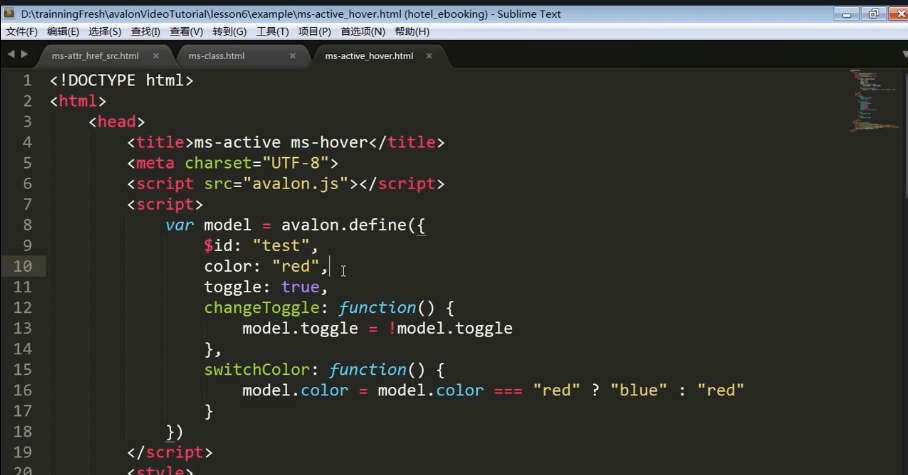 D:\trainningFresh\avalonVideoTutorial\lesson6\example\ms-active_hover.html (hotel_ebooking) - Sublime Text
文件(F) 编辑(E) 选择(S) 查找(I) 查看(V) 转到(G) 工具(T) 项目(P) 首选项(N) 帮助(H)
ms-attr_href_src.html × ms-class.html × ms-active_hover.html ×
1 <!DOCTYPE html>
2 <html>
3 <head>
4 <title>ms-active ms-hover</title>
5 <meta charset="UTF-8">
6 <script src="avalon.js"></script>
7 <script>
8 var model = avalon.define({
9 $id: "test",
10 color: "red",
11 toggle: true,
12 changeToggle: function() {
13 model.toggle = !model.toggle
14 },
15 switchColor: function() {
16 model.color = model.color === "red" ? "blue" : "red"
17 }
18 })
19 </script>
20 <style>